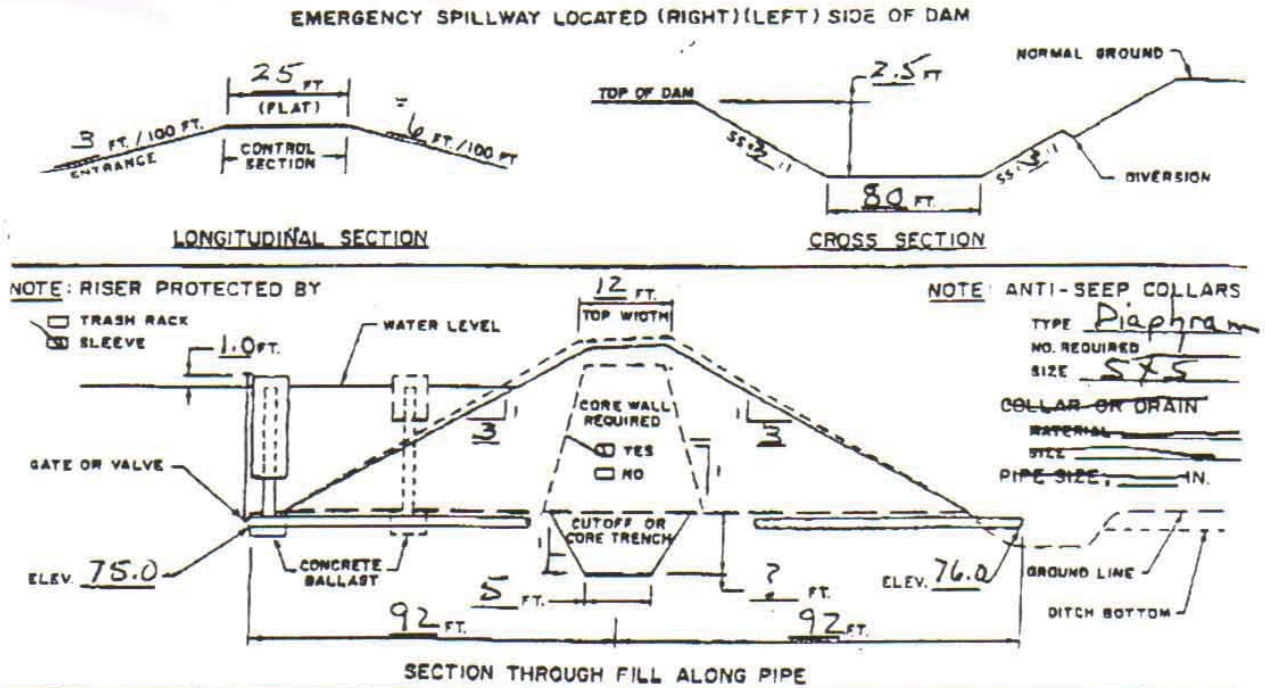 EMERGENCY SPILLWAY LOCATED (RIGHT)(LEFT) SIDE OF DAM
25 FT.
(FLAT)
3 FT./100 FT.
ENTRANCE
CONTROL
SECTION
6 FT./100 FT
LONGITUDINAL SECTION
TOP OF DAM
2.5 FT
NORMAL GROUND
SS=2:1
SS=3:1
DIVERSION
80 FT.
CROSS SECTION
NOTE: RISER PROTECTED BY
TRASH RACK
SLEEVE
1.0 FT.
WATER LEVEL
12 FT.
TOP WIDTH
NOTE: ANTI-SEEP COLLARS
TYPE Diaphram
NO. REQUIRED
SIZE 5 X 5
COLLAR OR DRAIN
MATERIAL
SIZE
PIPE SIZE, IN.
1
3
CORE WALL
REQUIRED
YES
NO
1
3
1
GATE OR VALVE
CUTOFF OR
CORE TRENCH
1
ELEV. 75.0
CONCRETE
BALLAST
5 FT.
? FT.
ELEV. 76.0
GROUND LINE
DITCH BOTTOM
92 FT.
92 FT.
SECTION THROUGH FILL ALONG PIPE